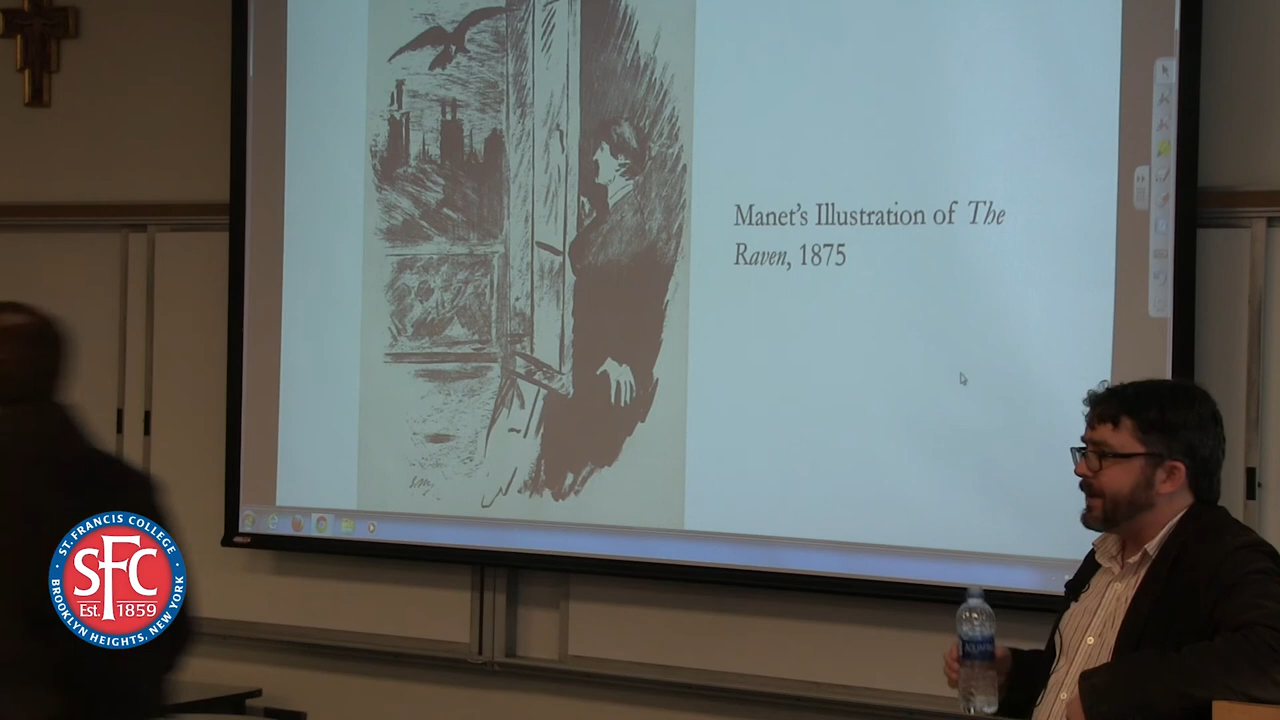 Manet's Illustration of The
Raven, 1875
ST. FRANCIS COLLEGE
SFC
Est. 1859
BROOKLYN HEIGHTS, NEW YORK